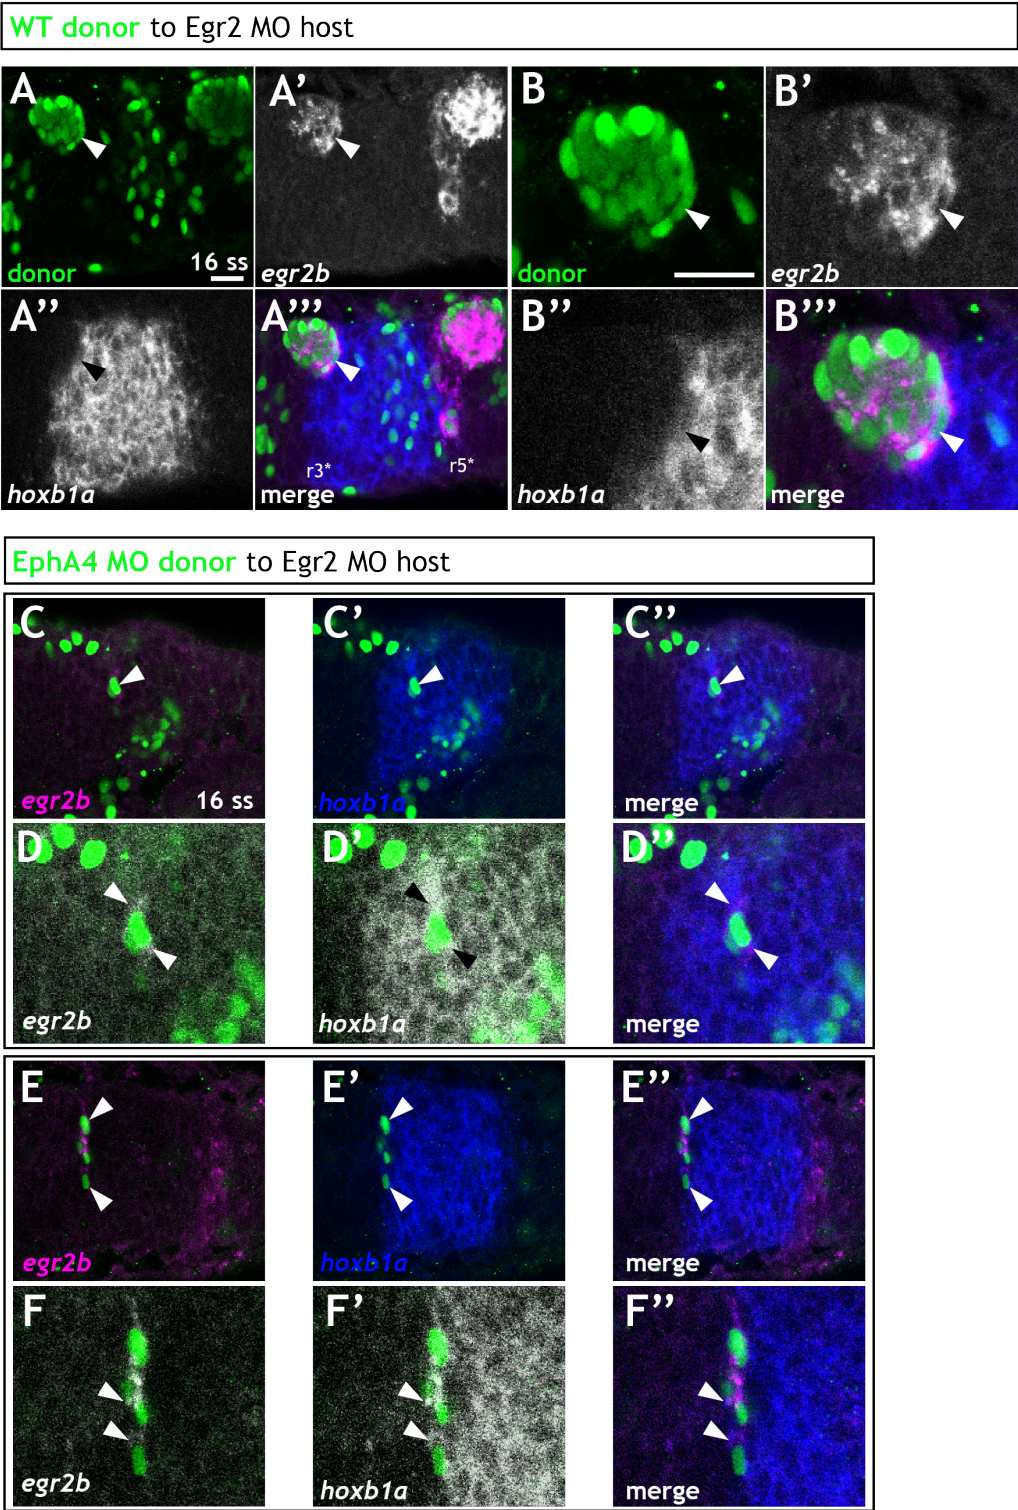 WT donor to Egr2 MO host
A
donor
16 ss
A’
egr2b
B
donor
B’
egr2b
A’’
hoxb1a
A’’’
r3*
r5*
merge
B’’
hoxb1a
B’’’
merge
EphA4 MO donor to Egr2 MO host
C
egr2b
16 ss
C’
hoxb1a
C’’
merge
D
egr2b
D’
hoxb1a
D’’
merge
E
egr2b
E’
hoxb1a
E’’
merge
F
egr2b
F’
hoxb1a
F’’
merge